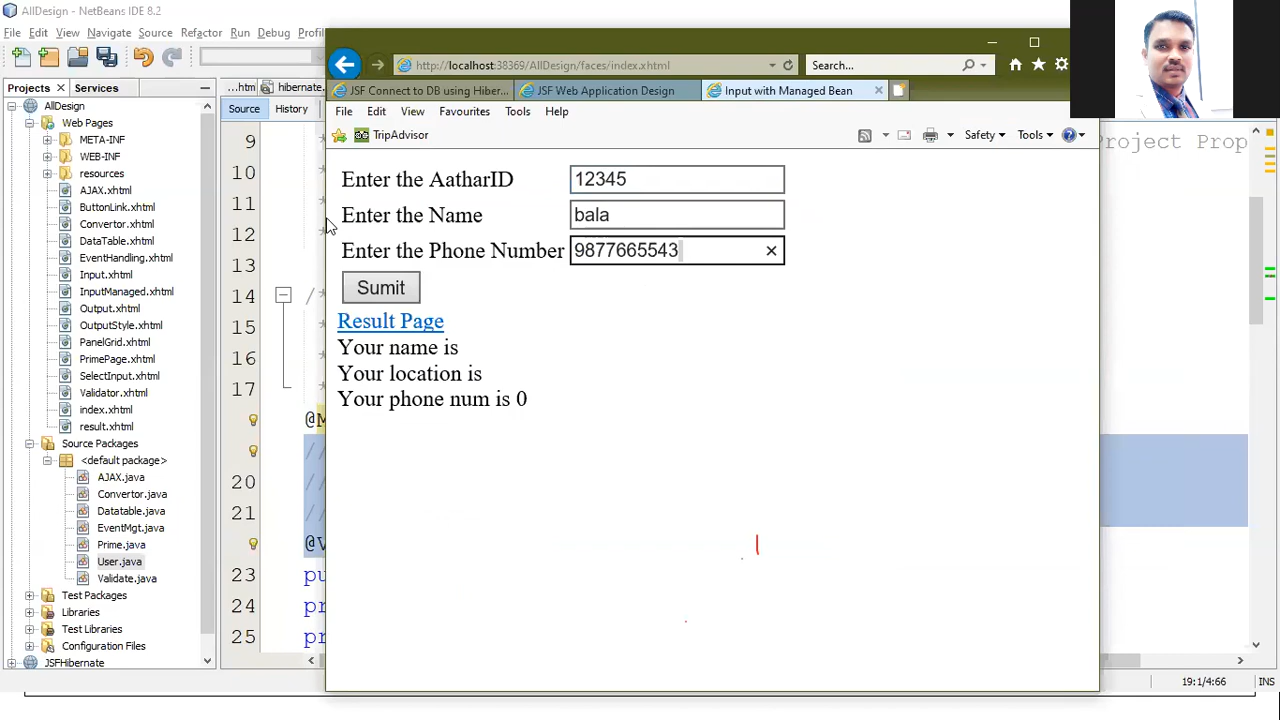 AllDesign - NetBeans IDE 8.2
File Edit View Navigate Source Refactor Run Debug Profil
Projects Services
AllDesign
Web Pages
META-INF
WEB-INF
resources
AJAX.xhtml
ButtonLink.xhtml
Convertor.xhtml
DataTable.xhtml
EventHandling.xhtml
Input.xhtml
InputManaged.xhtml
Output.xhtml
OutputStyle.xhtml
PanelGrid.xhtml
PrimePage.xhtml
SelectInput.xhtml
Validator.xhtml
index.xhtml
result.xhtml
Source Packages
<default package>
AJAX.java
Convertor.java
Datatable.java
EventMgt.java
Prime.java
User.java
Validate.java
Test Packages
Libraries
Test Libraries
Configuration Files
JSFHibernate
...htm hibernate.
Source History
9
10
11
12
13
14 /*
15
16
17
@M
20 //
21 //
@V
23 pu
24 pr
25 pr
Project Prop
http://localhost:38369/AllDesign/faces/index.xhtml
Search...
JSF Connect to DB using Hiber... JSF Web Application Design Input with Managed Bean
File Edit View Favourites Tools Help
TripAdvisor
Safety Tools
Enter the AatharID 12345
Enter the Name bala
Enter the Phone Number 9877665543
Sumit
Result Page
Your name is
Your location is
Your phone num is 0
19:1/4:66 INS